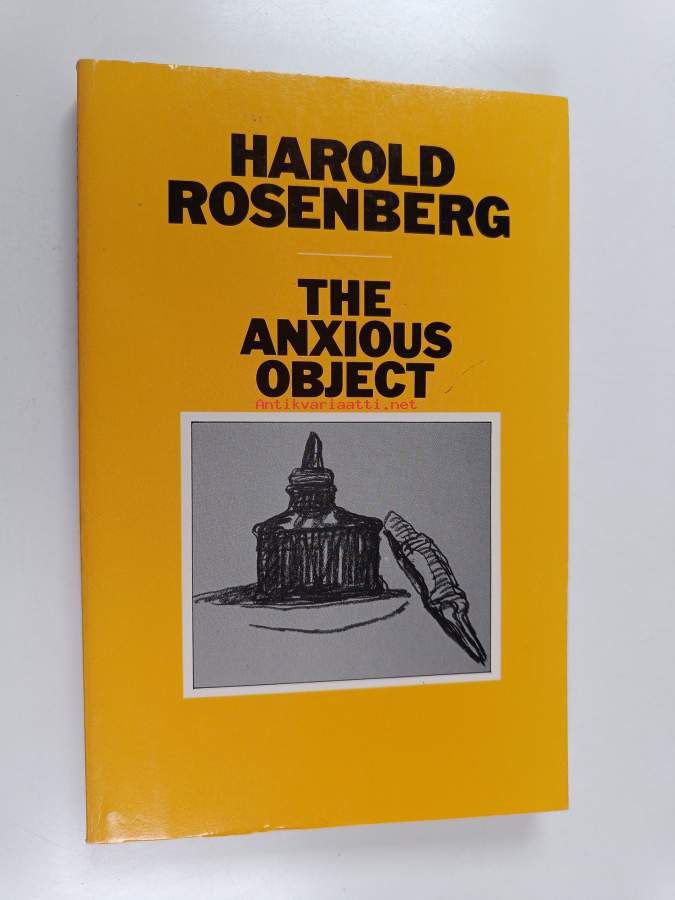 HAROLD
ROSENBERG
THE
ANXIOUS
OBJECT
Antikvariaatti.net